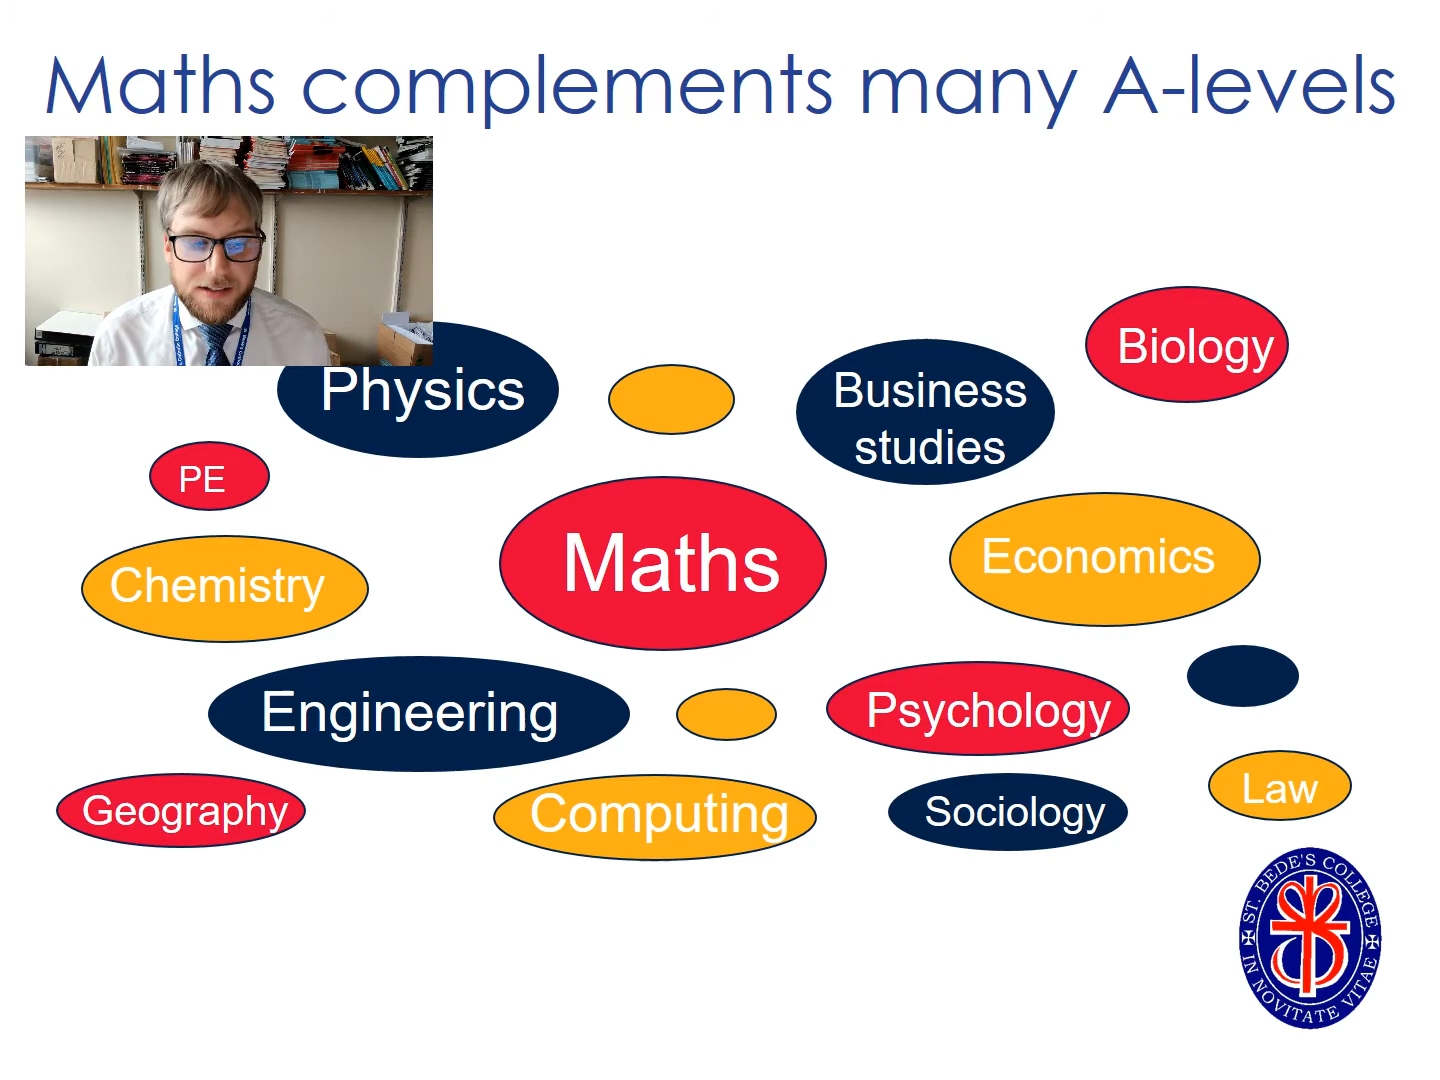 Maths complements many A-levels
Physics
Business
studies
Biology
PE
Maths
Economics
Chemistry
Engineering
Psychology
Geography
Computing
Sociology
Law
ST. BEDE'S COLLEGE
IN NOVITATE VITAE